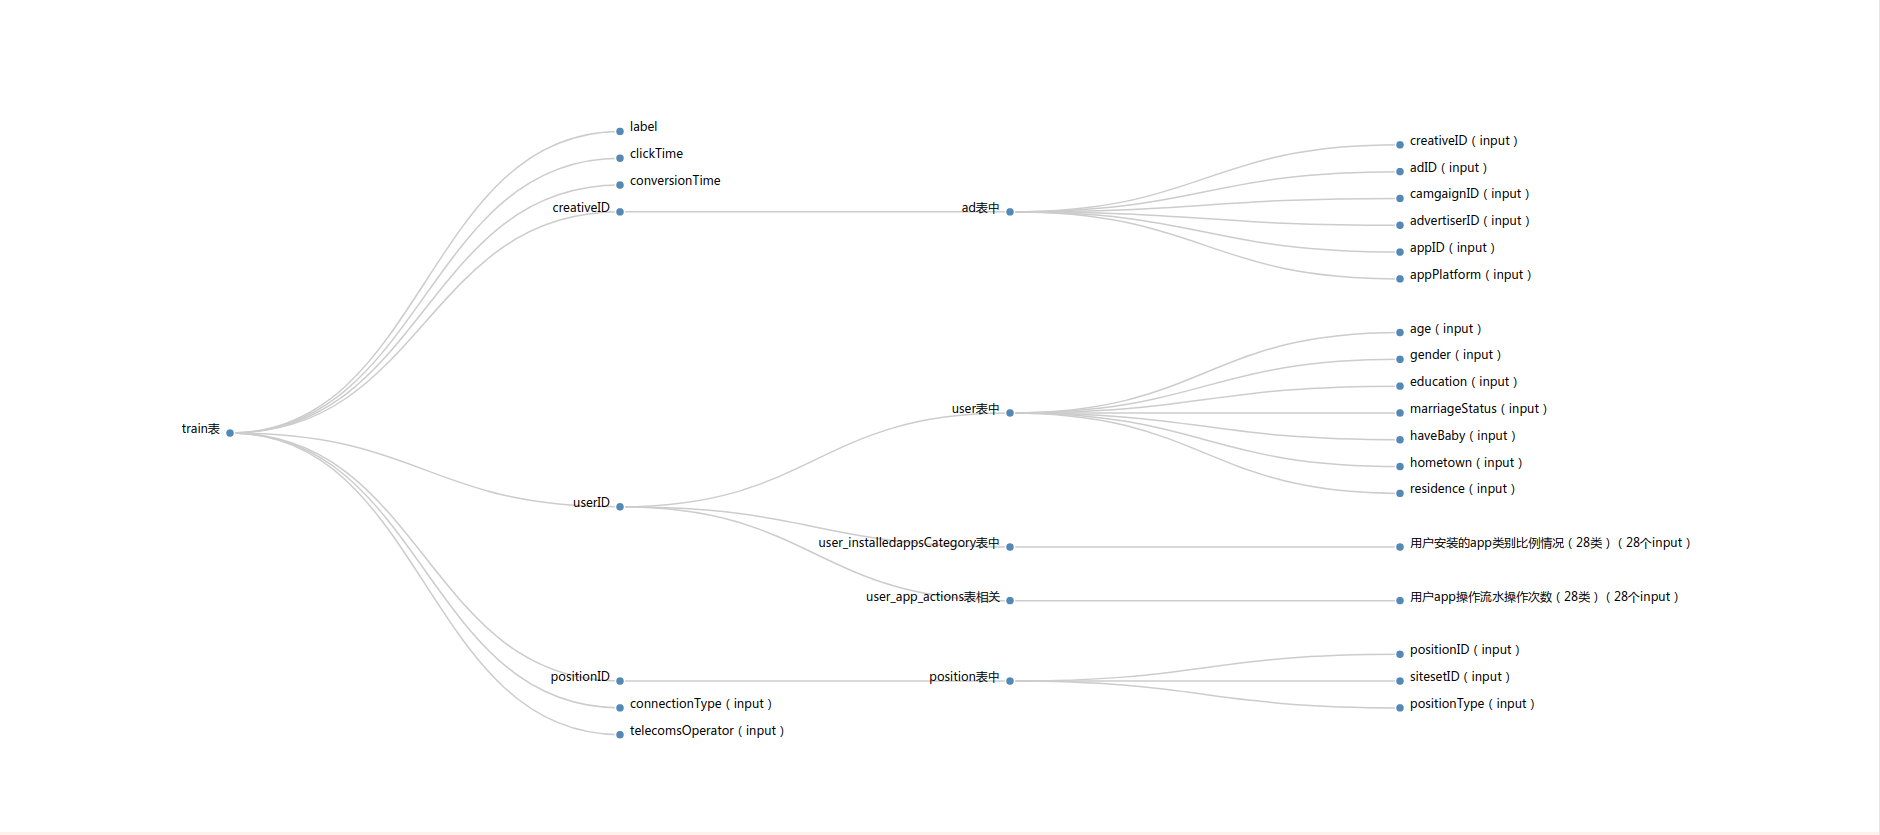 train表
label
clickTime
conversionTime
creativeID
ad表中
creativeID（input）
adID（input）
camgaignID（input）
advertiserID（input）
appID（input）
appPlatform（input）
userID
user表中
age（input）
gender（input）
education（input）
marriageStatus（input）
haveBaby（input）
hometown（input）
residence（input）
user_installedappsCategory表中
用户安装的app类别比例情况（28类）（28个input）
user_app_actions表相关
用户app操作流水操作次数（28类）（28个input）
positionID
position表中
positionID（input）
sitesetID（input）
positionType（input）
connectionType（input）
telecomsOperator（input）